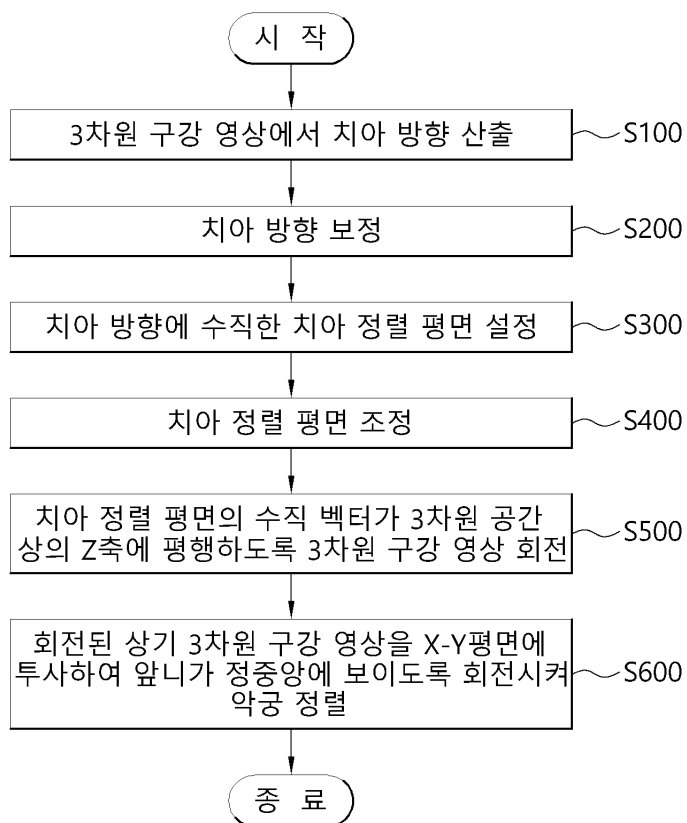 시 작
3차원 구강 영상에서 치아 방향 산출
S100
치아 방향 보정
S200
치아 방향에 수직한 치아 정렬 평면 설정
S300
치아 정렬 평면 조정
S400
치아 정렬 평면의 수직 벡터가 3차원 공간
상의 Z축에 평행하도록 3차원 구강 영상 회전
S500
회전된 상기 3차원 구강 영상을 X-Y평면에
투사하여 앞니가 정중앙에 보이도록 회전시켜
악궁 정렬
S600
종 료